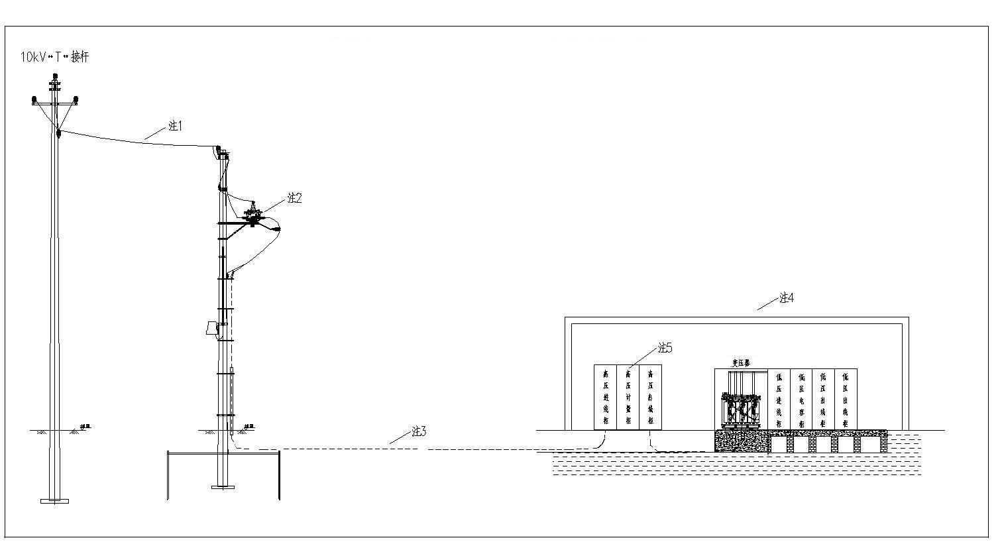 10kV"T"接杆
注1
注2
注4
注5
变压器
高压进线柜
高压计量柜
高压出线柜
低压进线柜
低压电容柜
低压出线柜
低压出线柜
注3